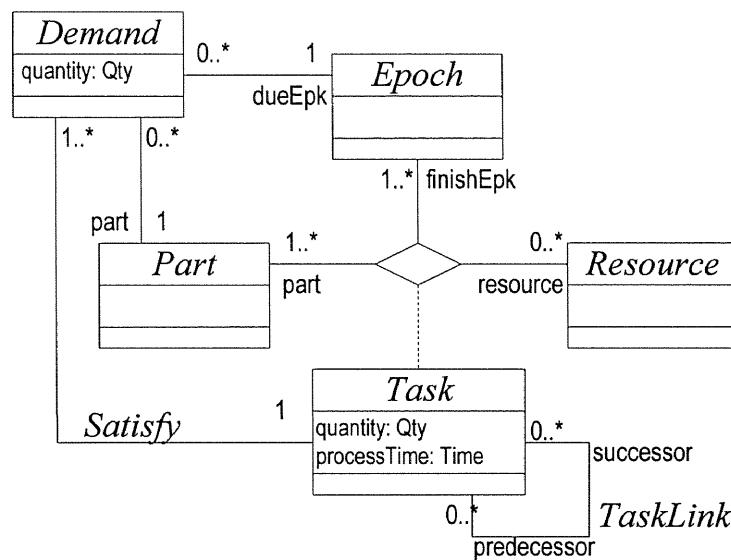 Demand
quantity: Qty
0..*
1
dueEpk
Epoch
1..*
0..*
1..*
finishEpk
part
1
Part
1..*
part
0..*
resource
Resource
Task
quantity: Qty
processTime: Time
Satisfy
1
0..*
successor
0..*
predecessor
TaskLink